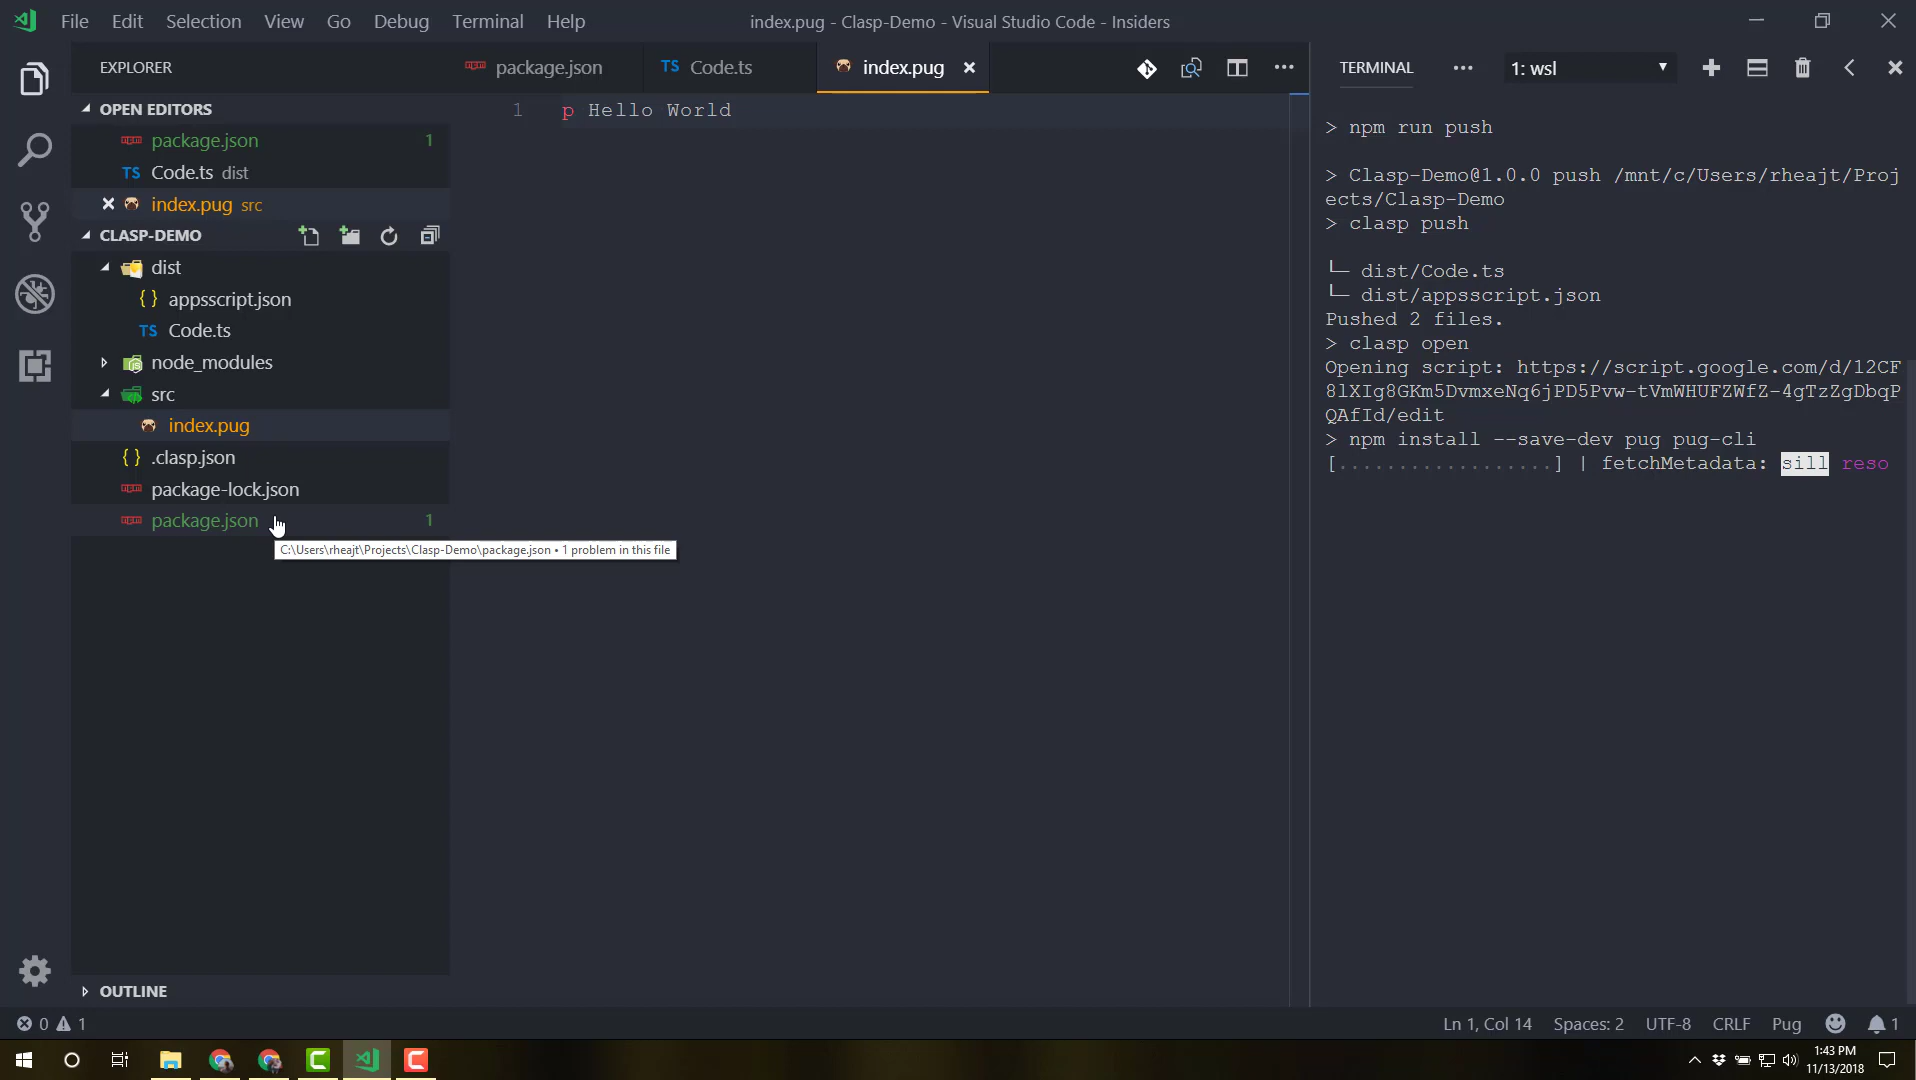 File Edit Selection View Go Debug Terminal Help
index.pug - Clasp-Demo - Visual Studio Code - Insiders
EXPLORER
OPEN EDITORS
package.json 1
TS Code.ts dist
index.pug src
CLASP-DEMO
dist
{ } appsscript.json
TS Code.ts
node_modules
src
index.pug
{ } .clasp.json
package-lock.json
package.json 1
C:\Users\rheajt\Projects\Clasp-Demo\package.json • 1 problem in this file
OUTLINE
package.json
TS Code.ts
index.pug
1 p Hello World
TERMINAL
1: wsl
> npm run push
> Clasp-Demo@1.0.0 push /mnt/c/Users/rheajt/Proj
ects/Clasp-Demo
> clasp push
└─ dist/Code.ts
└─ dist/appsscript.json
Pushed 2 files.
> clasp open
Opening script: https://script.google.com/d/12CF
8lXIg8GKm5DvmxeNq6jPD5Pvw-tVmWHUFZWfZ-4gTzZgDbqP
QAfId/edit
> npm install --save-dev pug pug-cli
[..................] | fetchMetadata: sill reso
0 1
Ln 1, Col 14 Spaces: 2 UTF-8 CRLF Pug 1
1:43 PM
11/13/2018